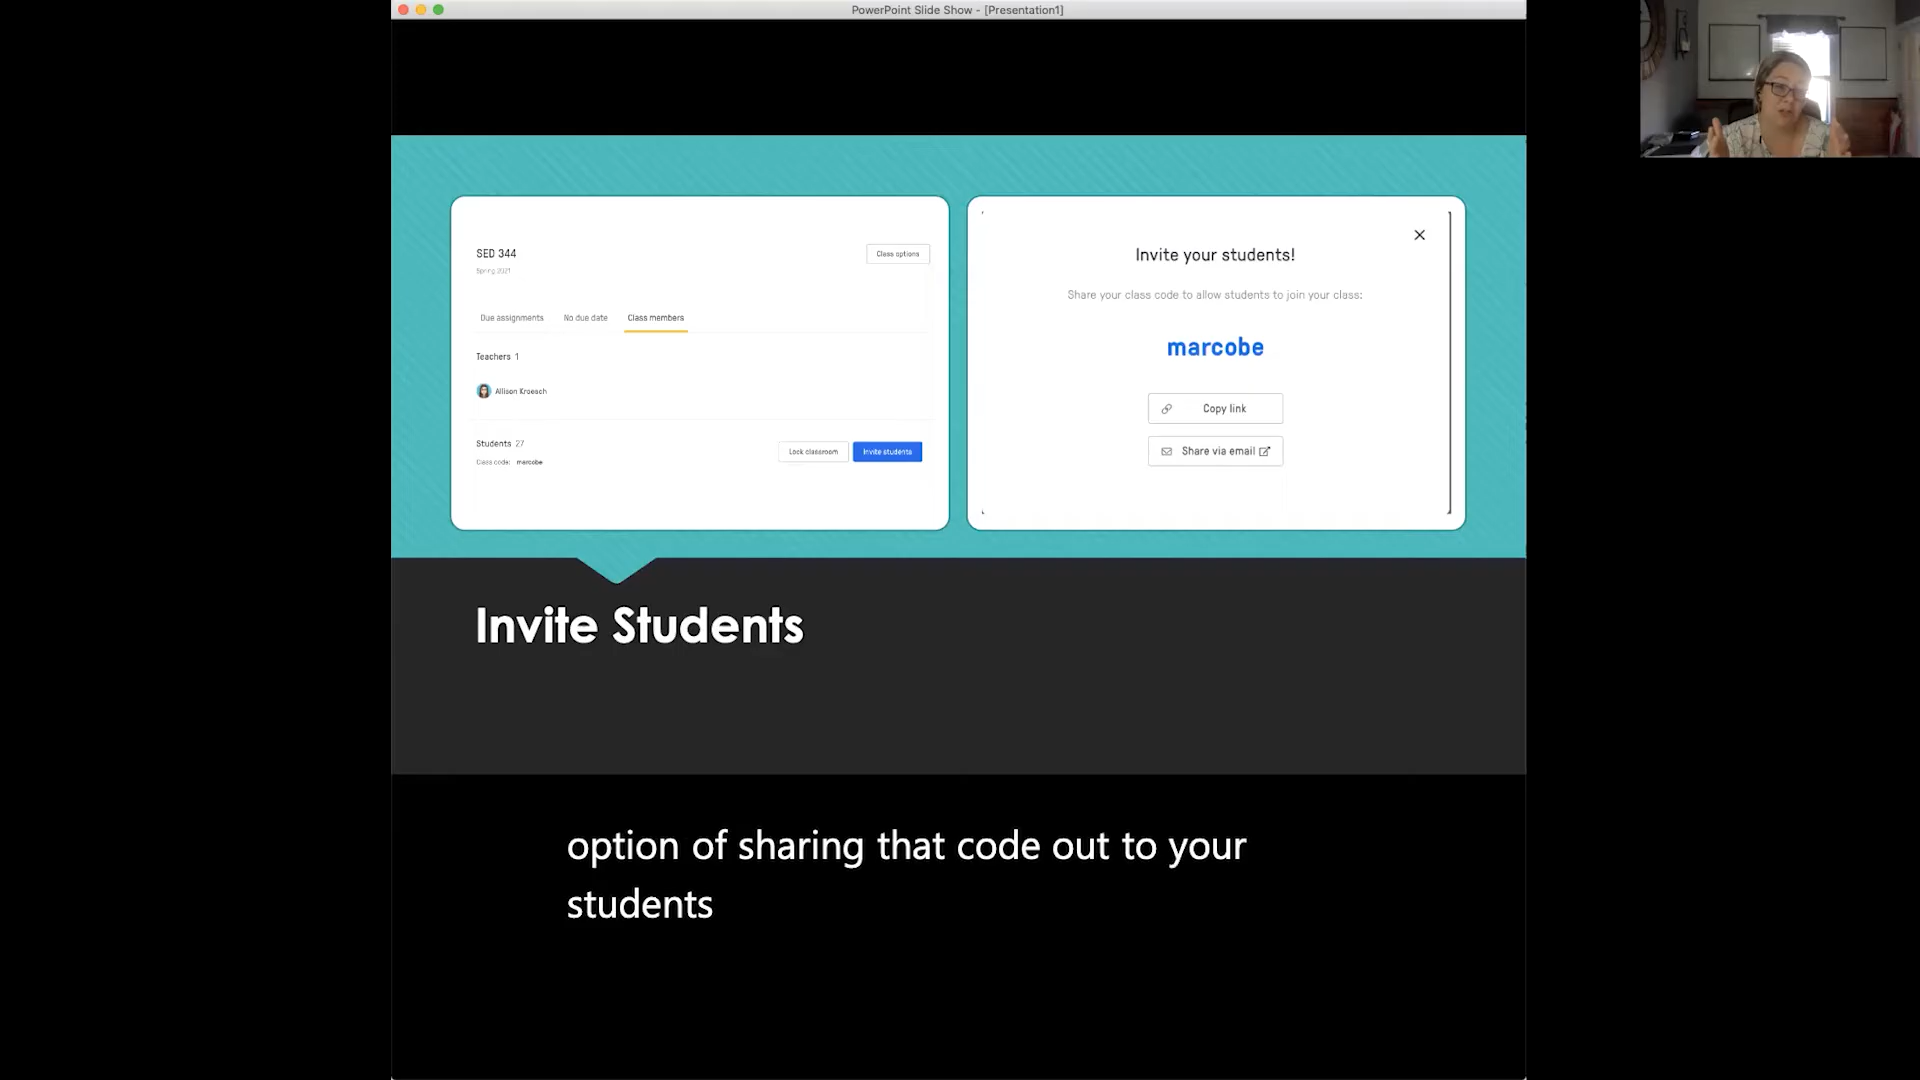 PowerPoint Slide Show - [Presentation1]
SED 344
Class options
Spring 2021
Due assignments No due date Class members
Teachers 1
Allison Kroesch
Students 27
Class code: marcobe
Lock classroom Invite students
Invite your students!
Share your class code to allow students to join your class:
marcobe
Copy link
Share via email
Invite Students
option of sharing that code out to your
students